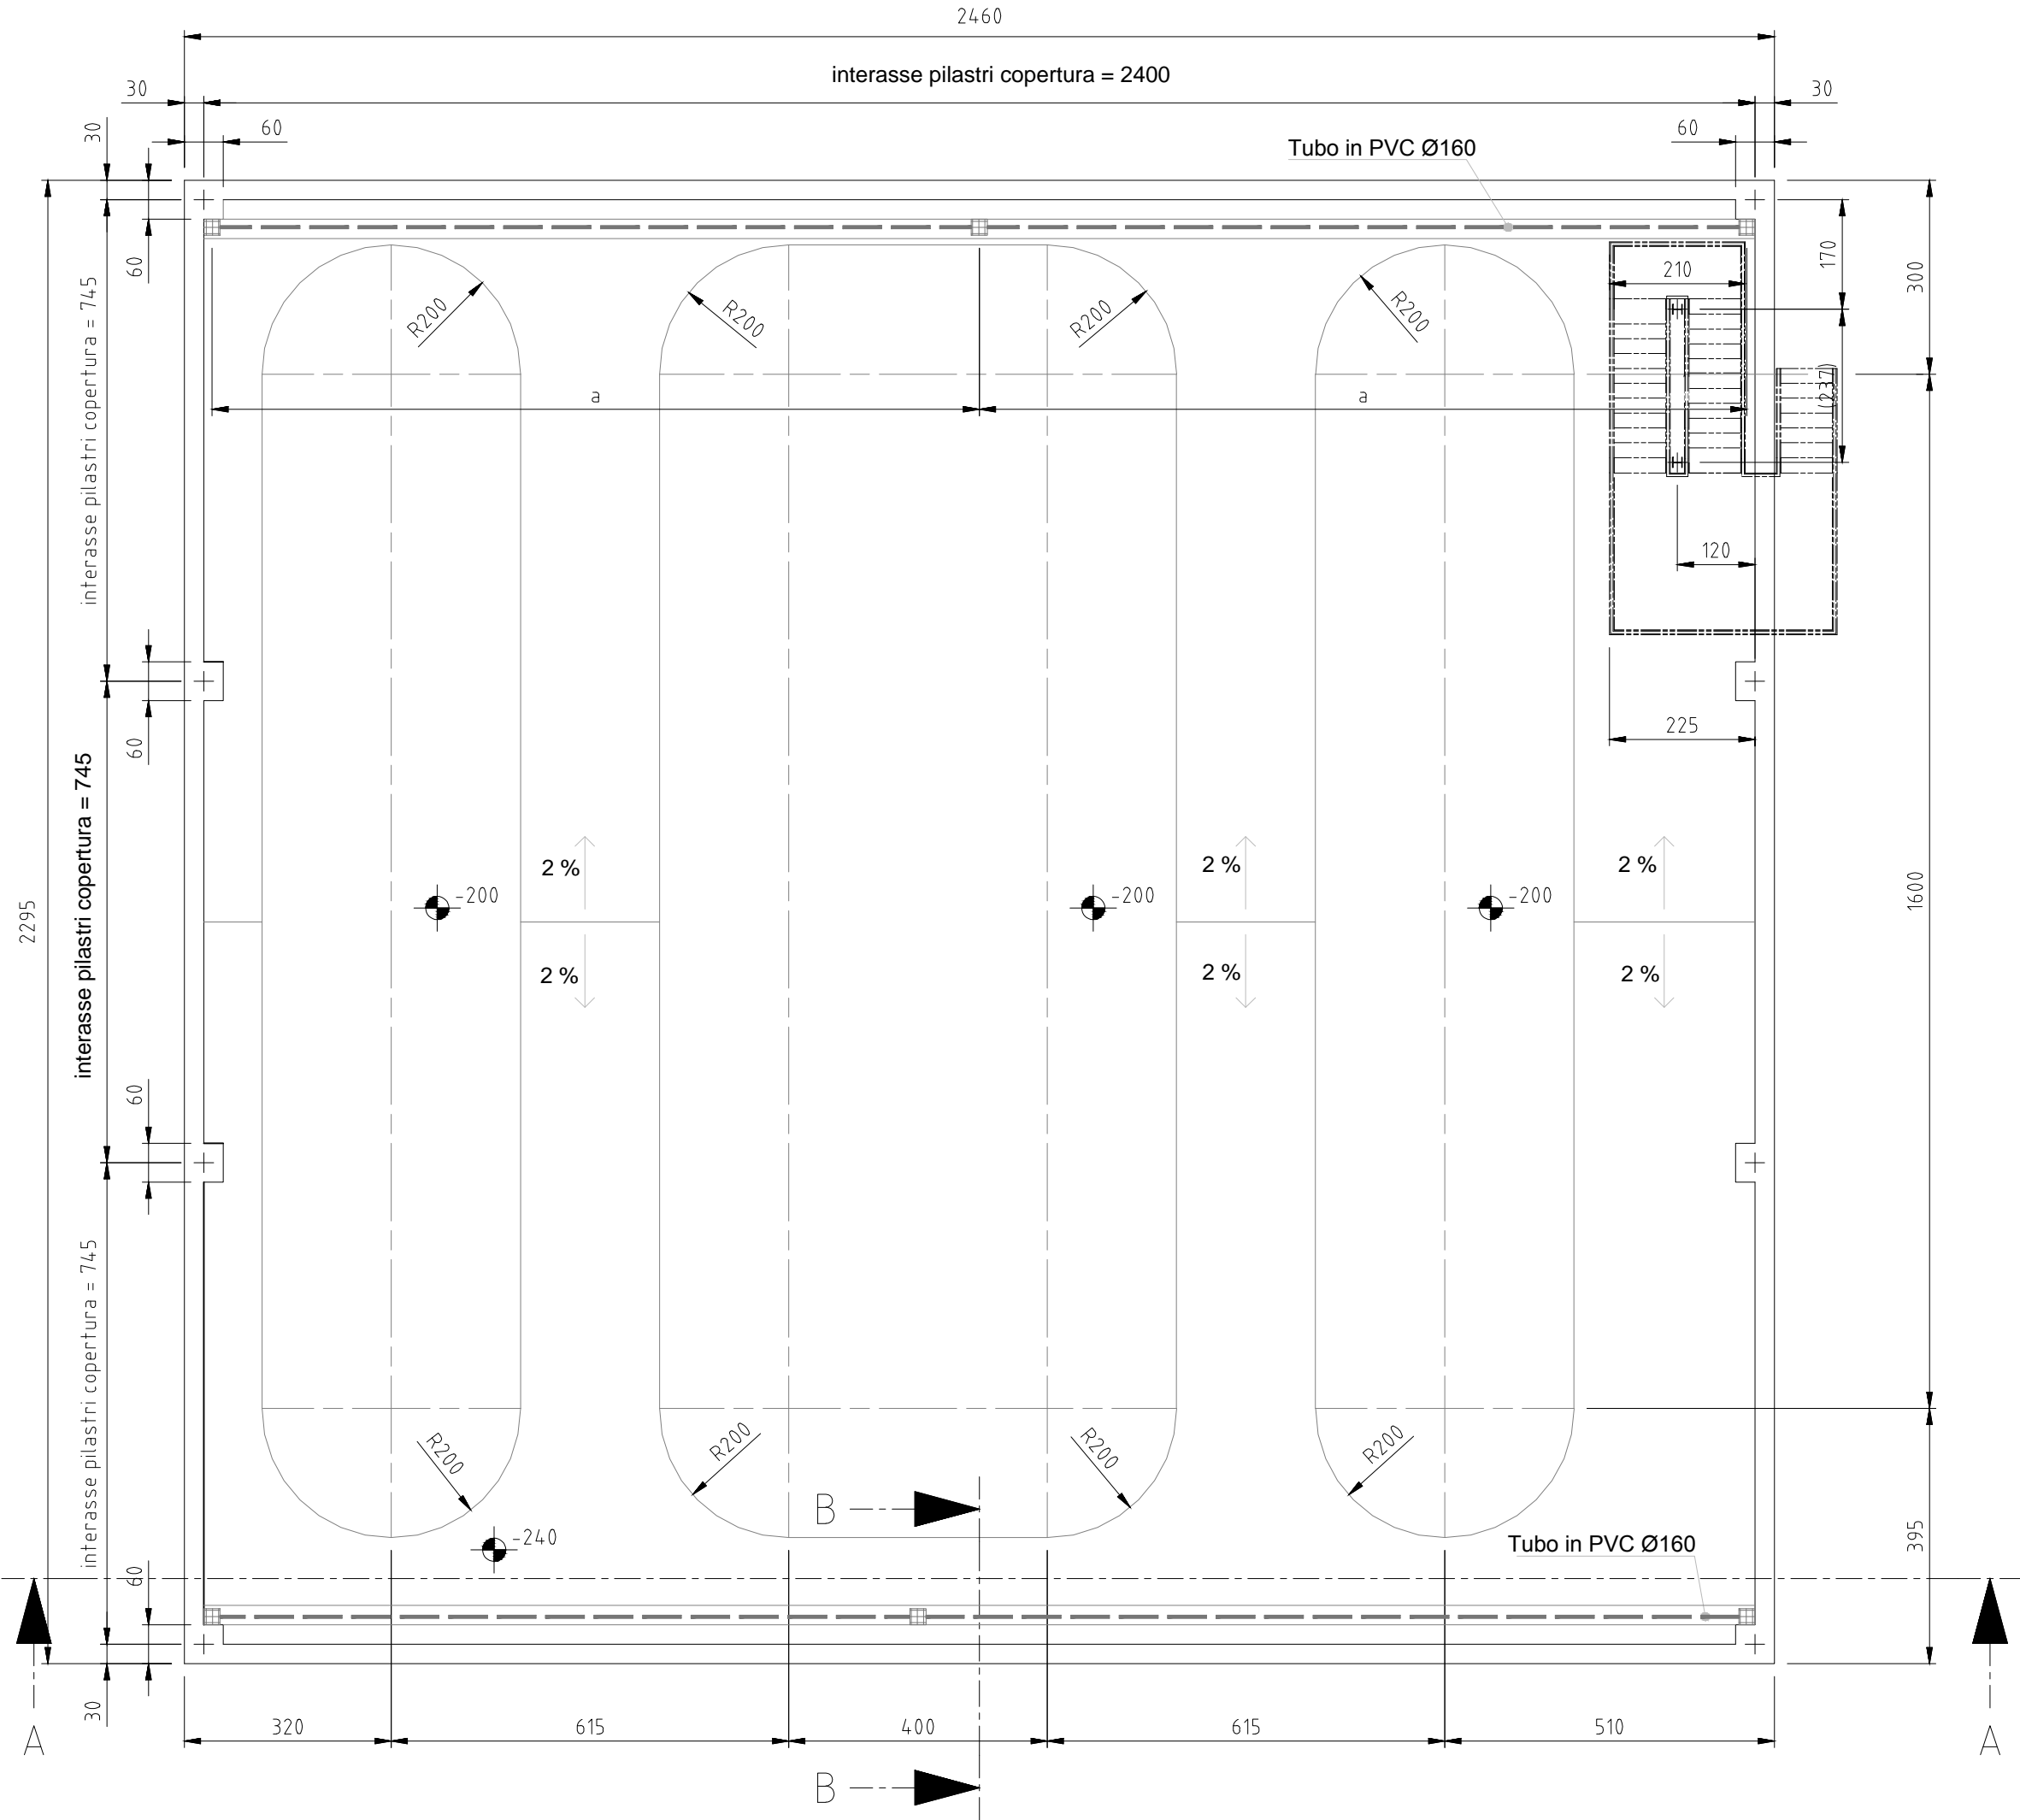 2460
interasse pilastri copertura = 2400
30
30
30
60
60
Tubo in PVC Ø160
60
210
170
300
R200
R200
R200
R200
interasse pilastri copertura = 745
a
a
(237)
120
60
225
interasse pilastri copertura = 745
2 %
2 %
2 %
-200
-200
-200
2295
1600
2 %
2 %
2 %
60
interasse pilastri copertura = 745
R200
R200
R200
R200
B
-240
Tubo in PVC Ø160
395
60
30
320
615
400
615
510
A
A
B